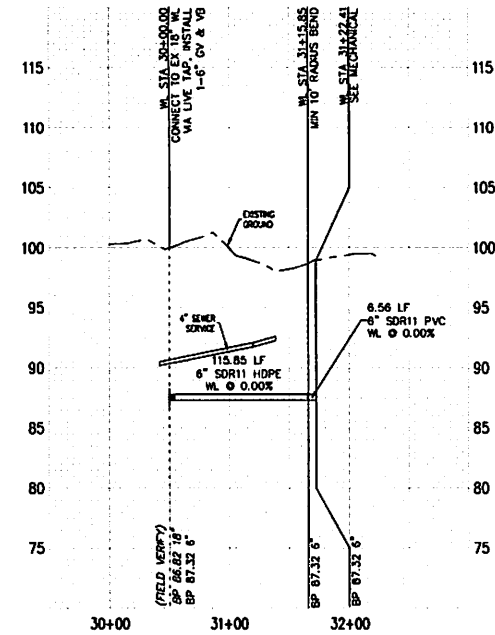 WL STA 30+00.00
CONNECT TO EX 18" WL
VIA LIVE TAP, INSTALL
1-6" GV & VB
WL STA 31+15.85
MIN 10' RADIUS BEND
WL STA 31+22.41
SEE MECHANICAL
115
115
110
110
105
105
EXISTING
GROUND
100
100
95
95
4" SEWER
SERVICE
6.56 LF
6" SDR11 PVC
WL @ 0.00%
90
90
115.85 LF
6" SDR11 HDPE
WL @ 0.00%
85
85
80
80
75
75
(FIELD VERIFY)
BP 86.82 18"
BP 87.32 6"
BP 87.32 6"
BP 87.32 6"
30+00
31+00
32+00